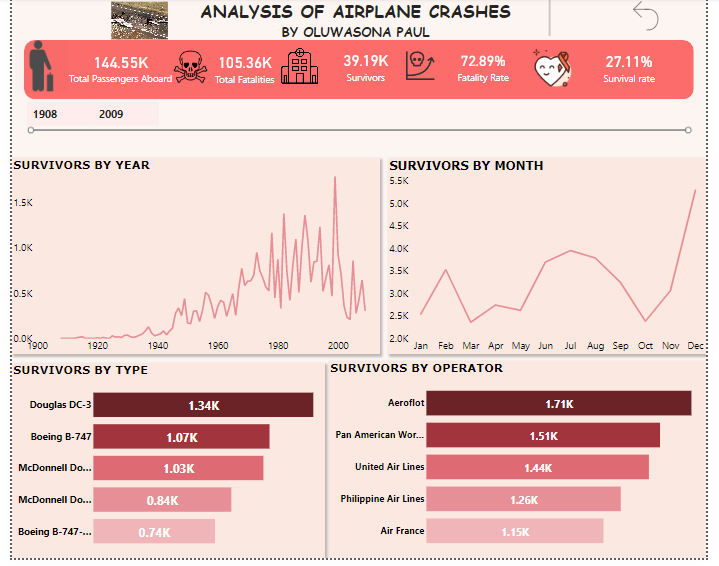 ANALYSIS OF AIRPLANE CRASHES
BY OLUWASONA PAUL
144.55K
Total Passengers Aboard
105.36K
Total Fatalities
39.19K
Survivors
72.89%
Fatality Rate
27.11%
Survival rate
1908
2009
SURVIVORS BY YEAR
1.5K
1.0K
0.5K
0.0K
1900 1920 1940 1960 1980 2000
SURVIVORS BY MONTH
5.5K
5.0K
4.5K
4.0K
3.5K
3.0K
2.5K
2.0K
Jan Feb Mar Apr May Jun Jul Aug Sep Oct Nov Dec
SURVIVORS BY TYPE
Douglas DC-3 1.34K
Boeing B-747 1.07K
McDonnell Do... 1.03K
McDonnell Do... 0.84K
Boeing B-747-... 0.74K
SURVIVORS BY OPERATOR
Aeroflot 1.71K
Pan American Wor... 1.51K
United Air Lines 1.44K
Philippine Air Lines 1.26K
Air France 1.15K